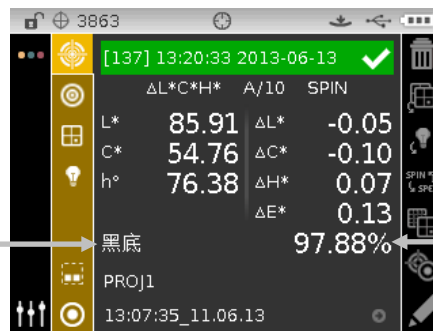 3863
[137] 13:20:33 2013-06-13
ΔL*C*H* A/10 SPIN
L* 85.91 ΔL* -0.05
C* 54.76 ΔC* -0.10
h° 76.38 ΔH* 0.07
ΔE* 0.13
SPIN
SPE
黑底 97.88%
PROJ1
13:07:35_11.06.13